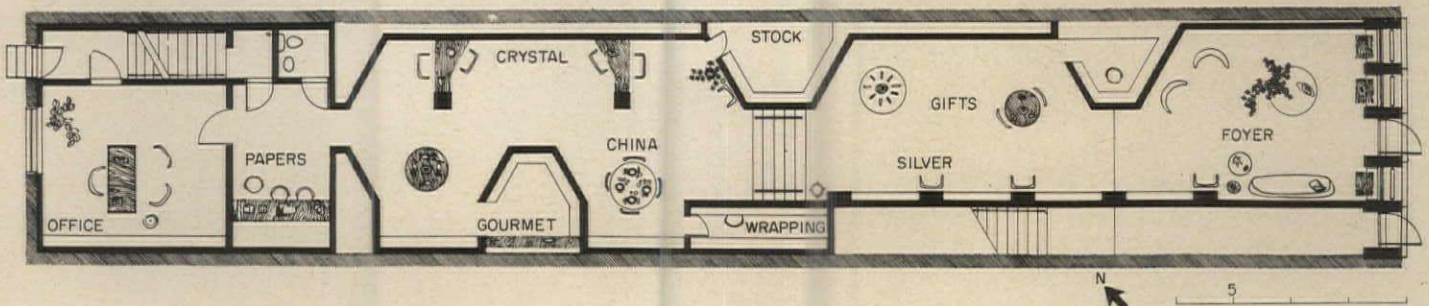 STOCK
CRYSTAL
GIFTS
FOYER
CHINA
PAPERS
SILVER
OFFICE
GOURMET
WRAPPING
N
5